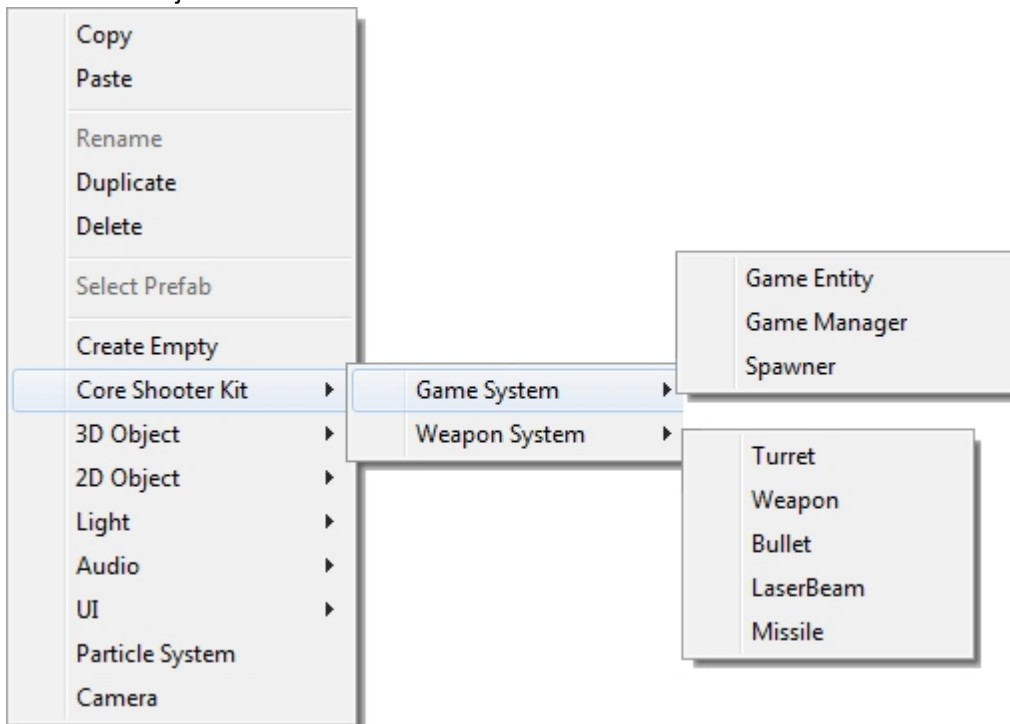 Copy
Paste
Rename
Duplicate
Delete
Select Prefab
Create Empty
Core Shooter Kit
3D Object
2D Object
Light
Audio
UI
Particle System
Camera
Game System
Weapon System
Game Entity
Game Manager
Spawner
Turret
Weapon
Bullet
LaserBeam
Missile